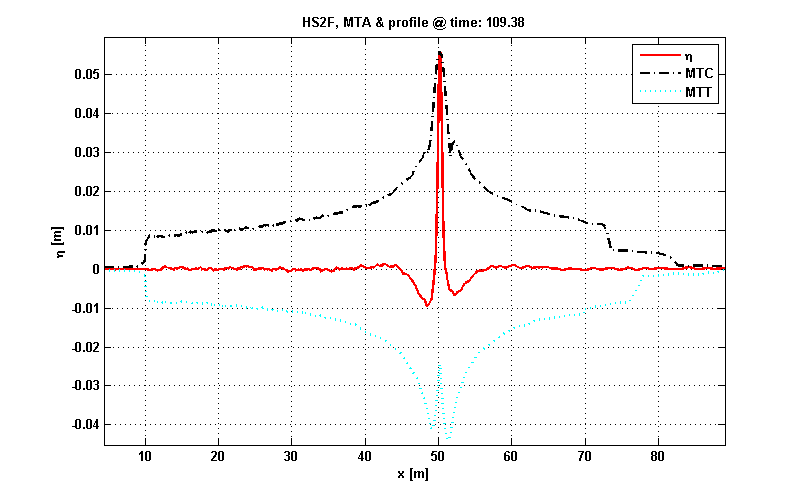 HS2F, MTA & profile @ time: 109.38
η
MTC
MTT
0.05
0.04
0.03
0.02
0.01
0
-0.01
-0.02
-0.03
-0.04
η [m]
10 20 30 40 50 60 70 80
x [m]